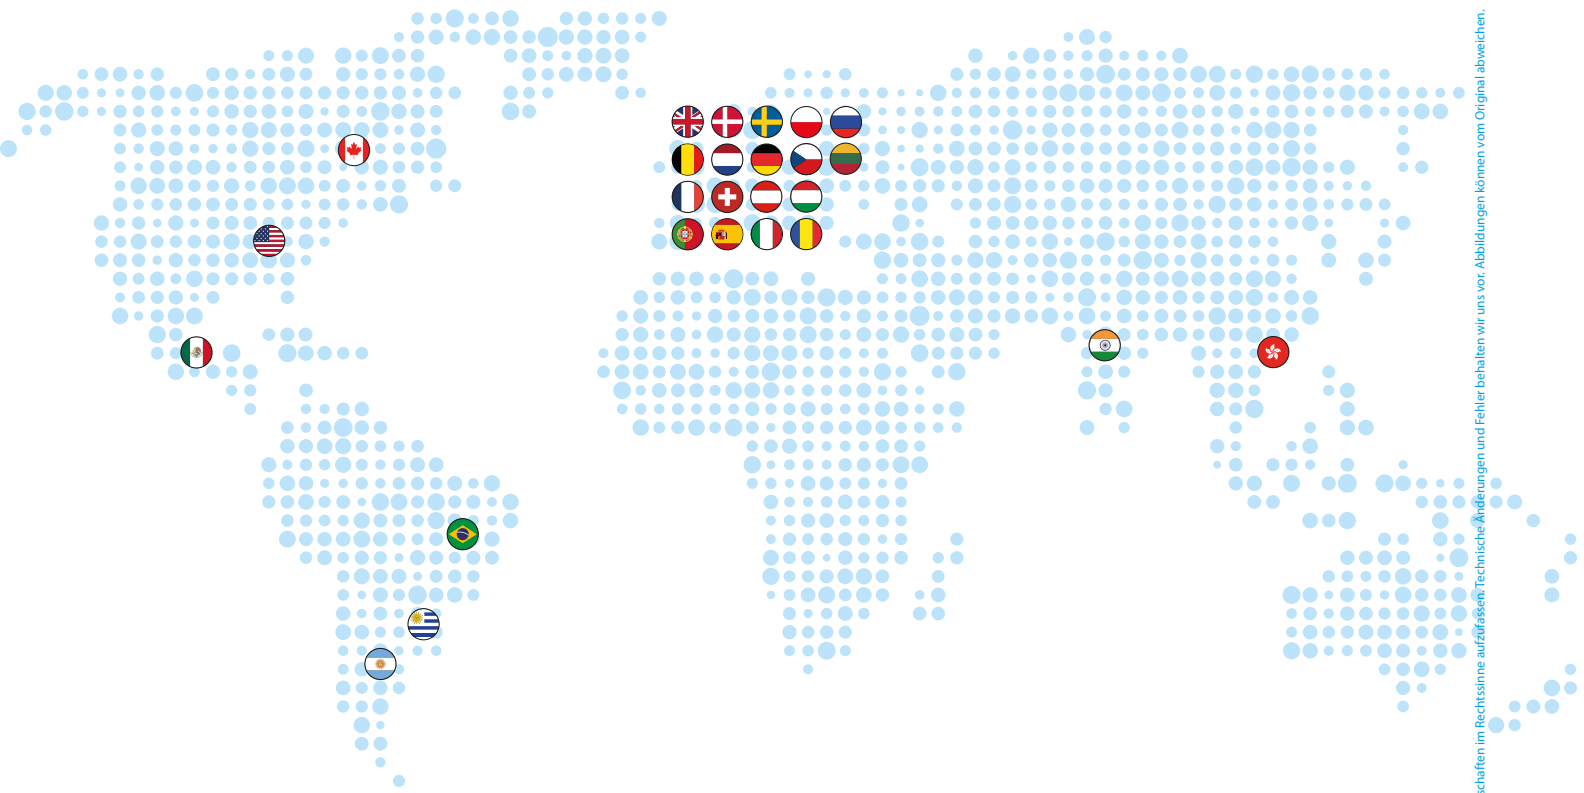 schaften im Rechtssinne aufzufassen. Technische Änderungen und Fehler behalten wir uns vor. Abbildungen können vom Original abweichen.